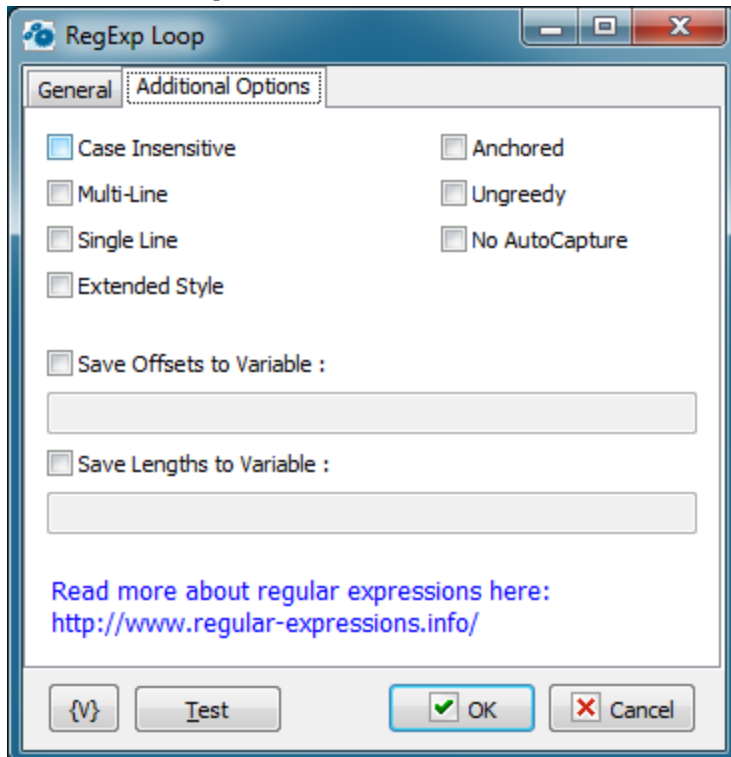 RegExp Loop
General Additional Options
Case Insensitive Anchored
Multi-Line Ungreedy
Single Line No AutoCapture
Extended Style
Save Offsets to Variable :
Save Lengths to Variable :
Read more about regular expressions here:
http://www.regular-expressions.info/
{V} Test OK Cancel